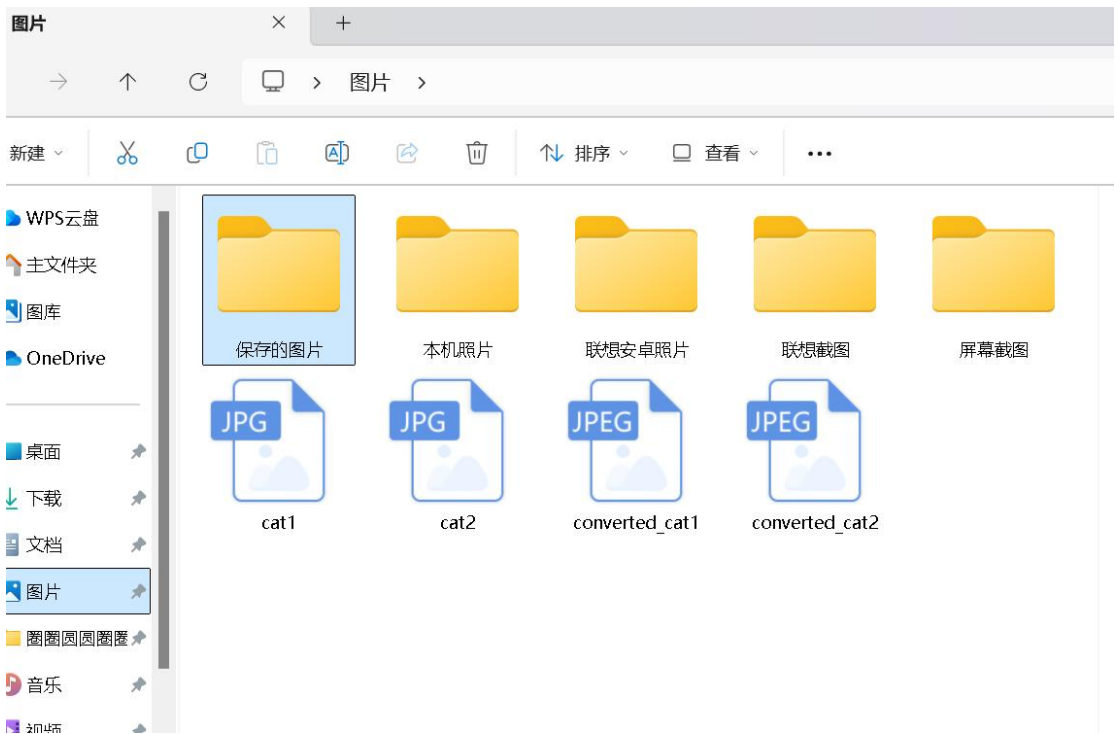 图片
图片
新建
排序
查看
WPS云盘
主文件夹
图库
OneDrive
桌面
下载
文档
图片
圈圈圆圆圈圈
音乐
视频
保存的图片
本机照片
联想安卓照片
联想截图
屏幕截图
JPG
JPG
JPEG
JPEG
cat1
cat2
converted_cat1
converted_cat2